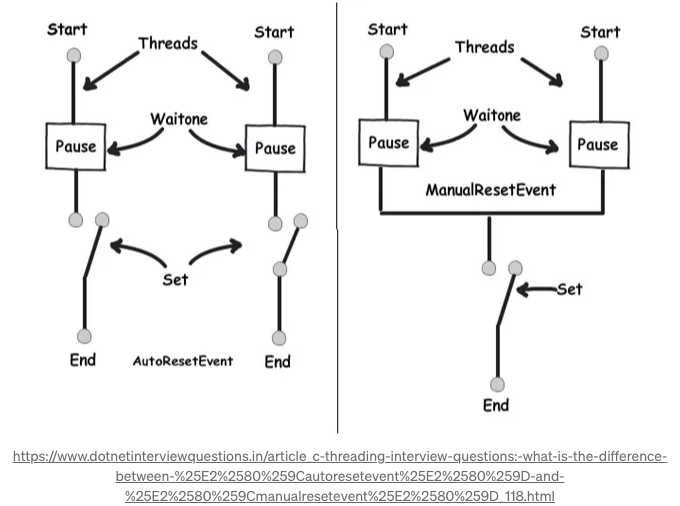 Start
Start
Threads
Waitone
Pause
Pause
Set
End
AutoResetEvent
End
Start
Start
Threads
Waitone
Pause
Pause
ManualResetEvent
Set
End
https://www.dotnetinterviewquestions.in/article_c-threading-interview-questions:-what-is-the-difference-
between-%25E2%2580%259Cautoresetevent%25E2%2580%259D-and-
%25E2%2580%259Cmanualresetevent%25E2%2580%259D_118.html